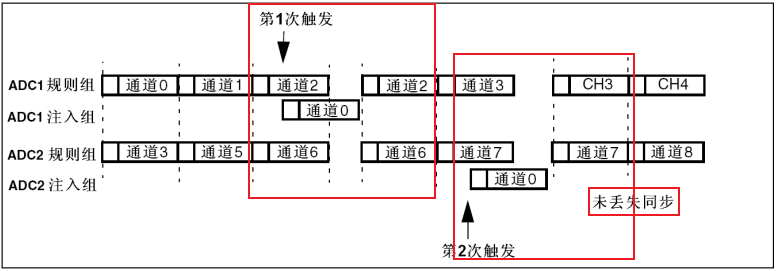 第1次触发
ADC1 规则组 通道0 通道1 通道2 通道2 通道3 CH3 CH4
ADC1 注入组 通道0
ADC2 规则组 通道3 通道5 通道6 通道6 通道7 通道7 通道8
ADC2 注入组 通道0
未丢失同步
第2次触发